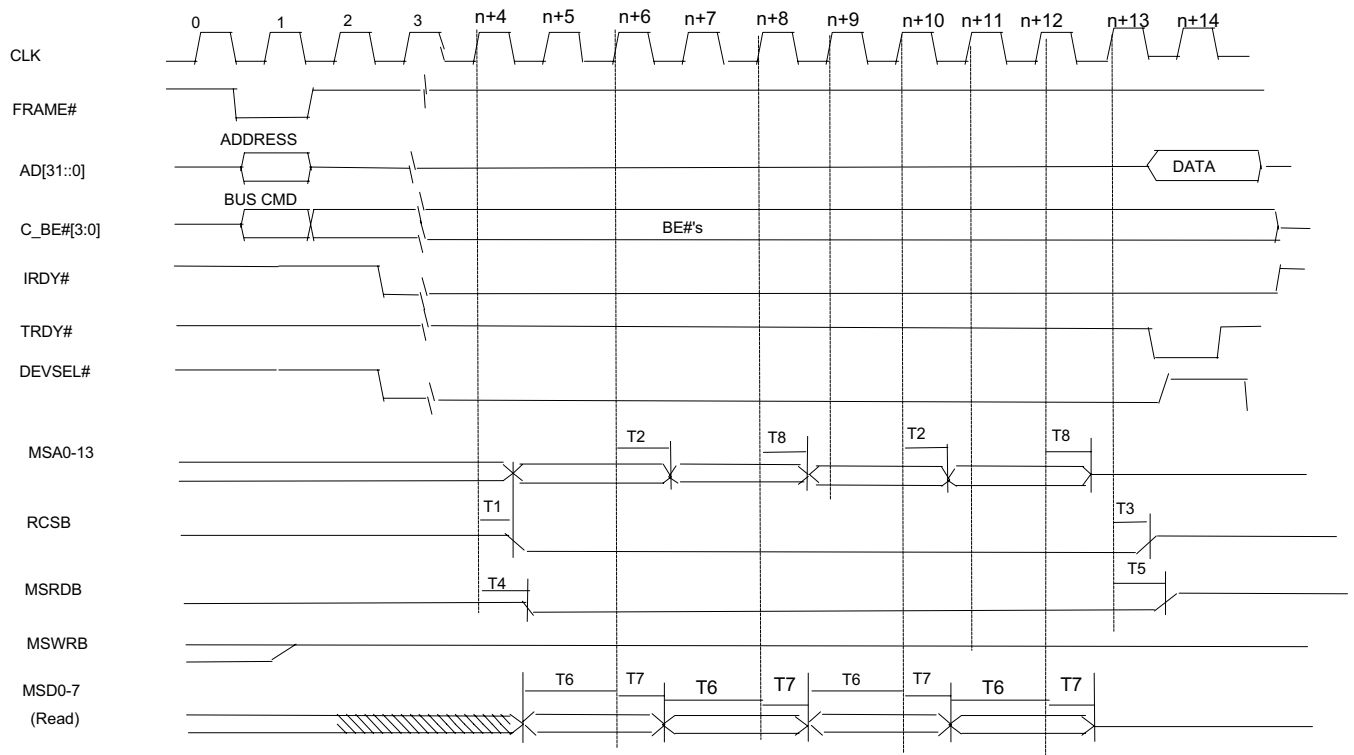 0 1 2 3 n+4 n+5 n+6 n+7 n+8 n+9 n+10 n+11 n+12 n+13 n+14
CLK
FRAME#
ADDRESS
AD[31::0]
DATA
BUS CMD
C_BE#[3:0]
BE#'s
IRDY#
TRDY#
DEVSEL#
MSA0-13
T2 T8 T2 T8
RCSB
T1 T3
MSRDB
T4 T5
MSWRB
MSD0-7
(Read)
T6 T7 T6 T7 T6 T7 T6 T7